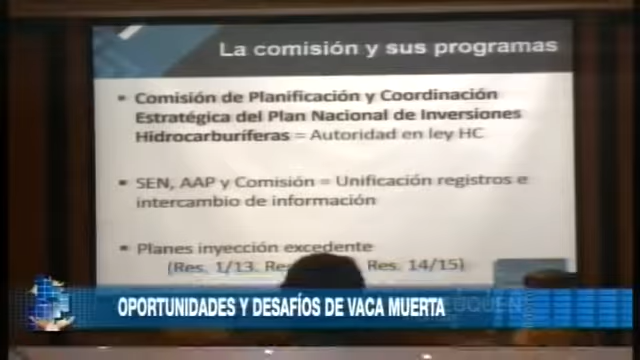 La comisión y sus programas
▪ Comisión de Planificación y Coordinación
Estratégica del Plan Nacional de Inversiones
Hidrocarburíferas = Autoridad en ley HC
▪ SEN, AAP y Comisión = Unificación registros e
intercambio de información
▪ Planes inyección excedente
(Res. 1/13. Res. 14/15)
OPORTUNIDADES Y DESAFÍOS DE VACA MUERTA